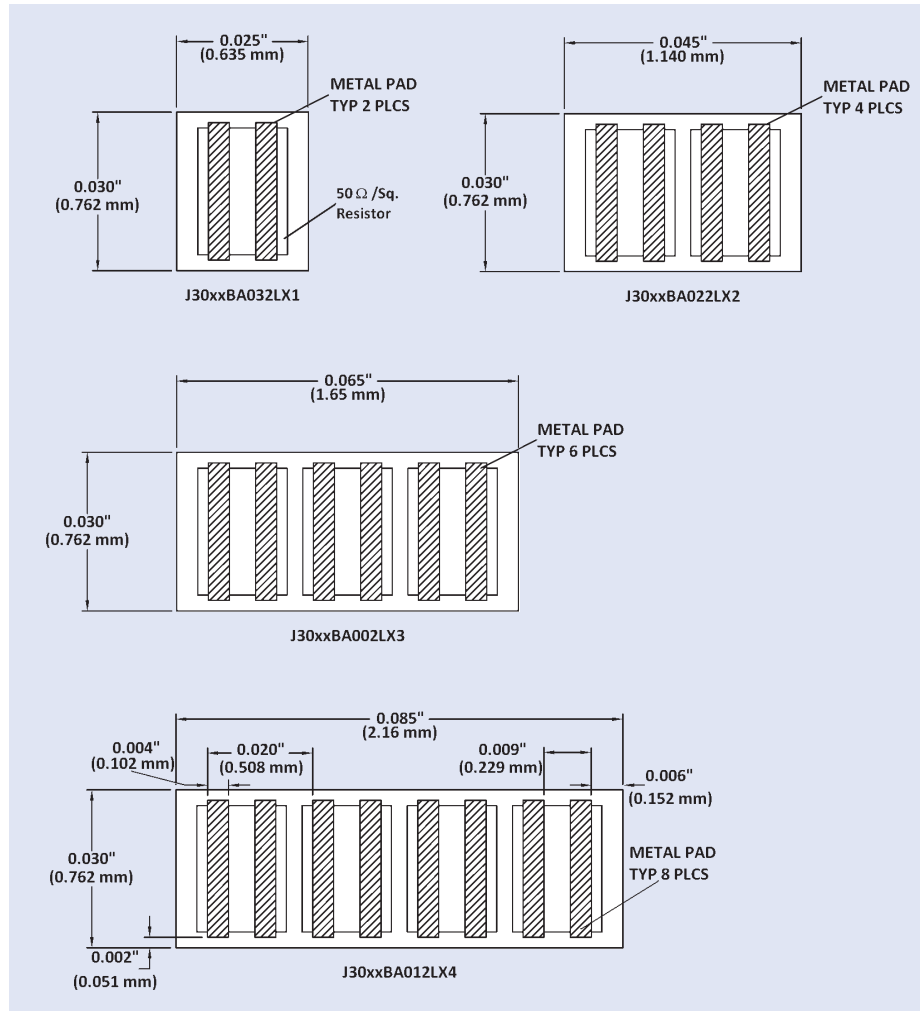 0.025"
(0.635 mm)
METAL PAD
TYP 2 PLCS
0.030"
(0.762 mm)
50 Ω /Sq.
Resistor
J30xxBA032LX1
0.045"
(1.140 mm)
METAL PAD
TYP 4 PLCS
0.030"
(0.762 mm)
J30xxBA022LX2
0.065"
(1.65 mm)
METAL PAD
TYP 6 PLCS
0.030"
(0.762 mm)
J30xxBA002LX3
0.085"
(2.16 mm)
0.004"
(0.102 mm)
0.020"
(0.508 mm)
0.009"
(0.229 mm)
0.006"
(0.152 mm)
0.030"
(0.762 mm)
METAL PAD
TYP 8 PLCS
0.002"
(0.051 mm)
J30xxBA012LX4